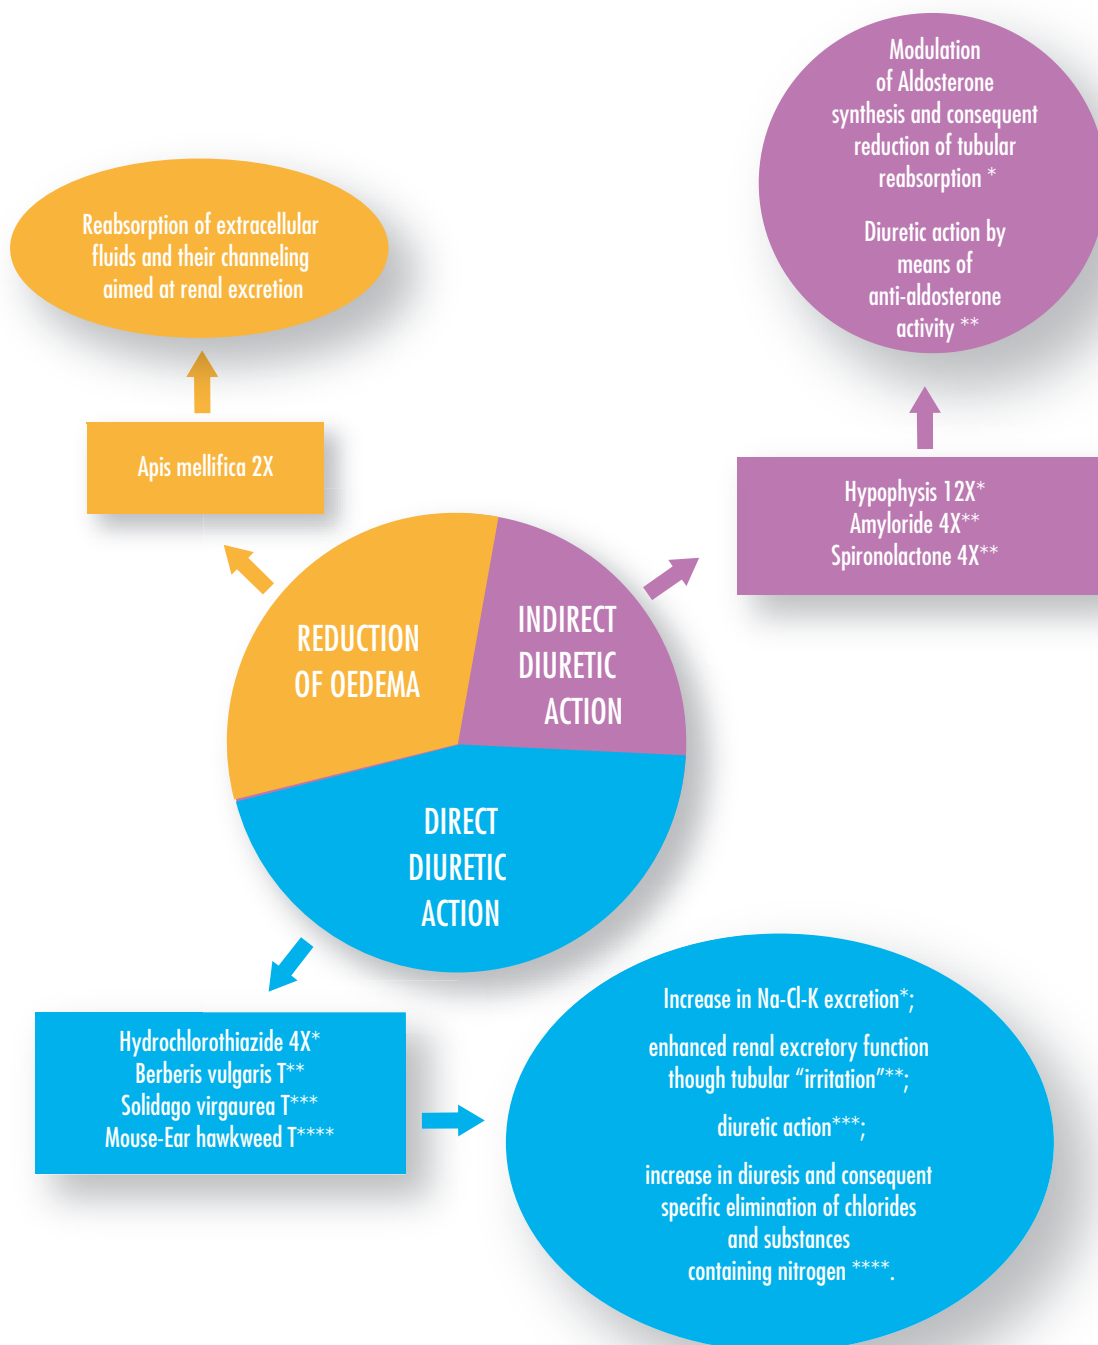 Modulation
of Aldosterone
synthesis and consequent
reduction of tubular
reabsorption *
Diuretic action by
means of
anti-aldosterone
activity **
Reabsorption of extracellular
fluids and their channeling
aimed at renal excretion
Apis mellifica 2X
Hypophysis 12X*
Amyloride 4X**
Spironolactone 4X**
REDUCTION
OF OEDEMA
INDIRECT
DIURETIC
ACTION
DIRECT
DIURETIC
ACTION
Hydrochlorothiazide 4X*
Berberis vulgaris T**
Solidago virgaurea T***
Mouse-Ear hawkweed T****
Increase in Na-Cl-K excretion*;
enhanced renal excretory function
though tubular “irritation”**;
diuretic action***;
increase in diuresis and consequent
specific elimination of chlorides
and substances
containing nitrogen ****.